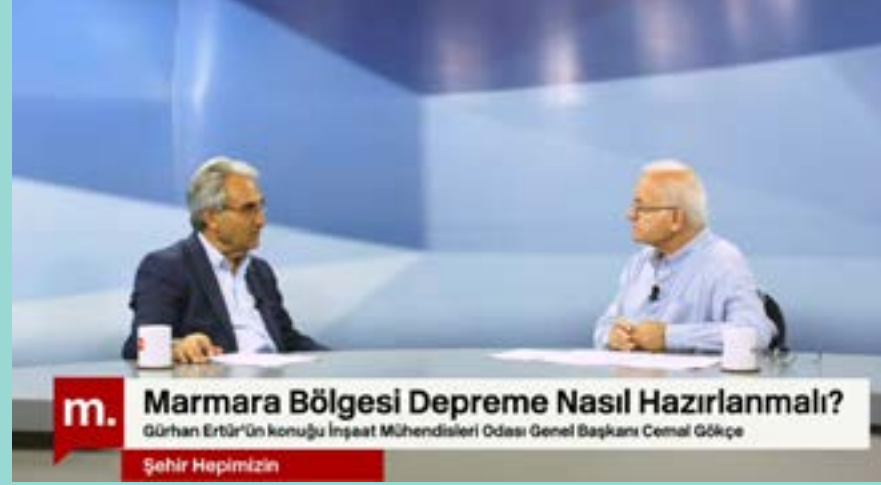 m.
Marmara Bölgesi Depreme Nasıl Hazırlanmalı?
Gürhan Ertür'ün konuğu İnşaat Mühendisleri Odası Genel Başkanı Cemal Gökçe
Şehir Hepimizin